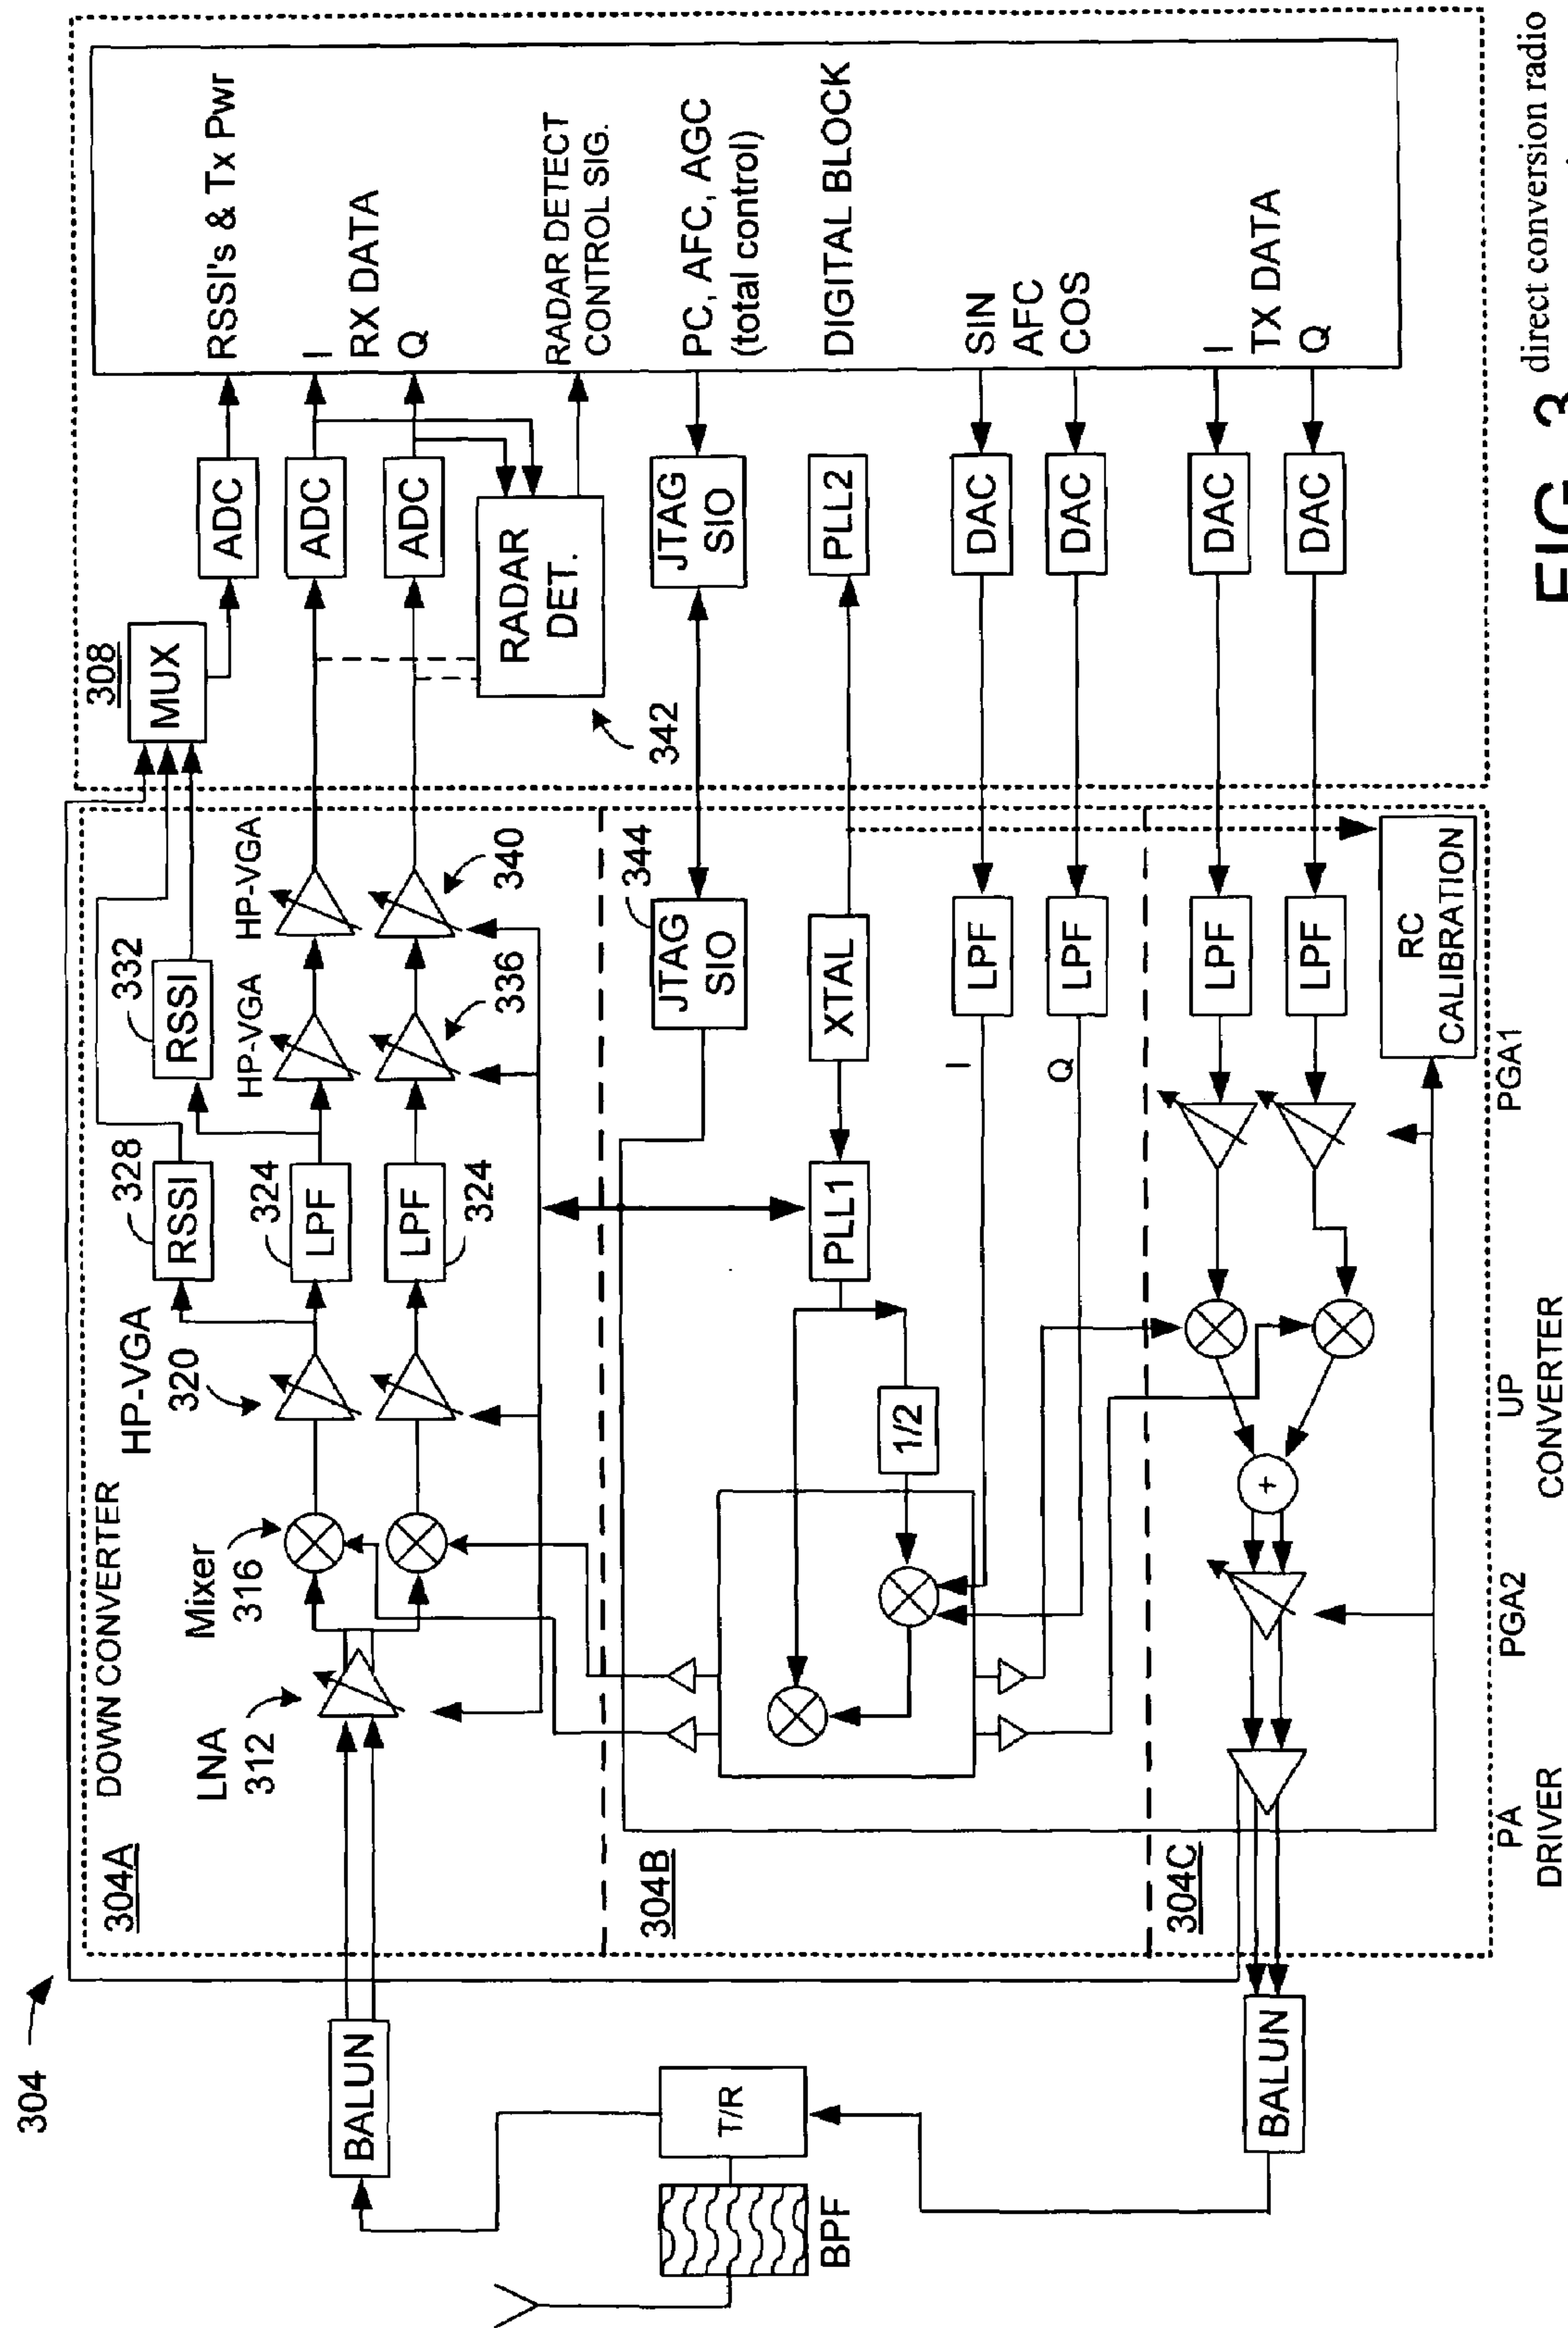 304
304A
DOWN CONVERTER
LNA
312
Mixer
316
HP-VGA
320
RSSI
328
324
LPF
LPF
324
RSSI
332
HP-VGA
HP-VGA
336
340
308
MUX
ADC
ADC
ADC
RADAR
DET.
342
RSSI's & Tx Pwr
I
RX DATA
Q
RADAR DETECT
CONTROL SIG.
PC, AFC, AGC
(total control)
DIGITAL BLOCK
SIN
AFC
COS
I
TX DATA
Q
BALUN
T/R
BPF
BALUN
304B
344
JTAG
SIO
JTAG
SIO
PLL1
XTAL
PLL2
1/2
I
LPF
DAC
Q
LPF
DAC
304C
LPF
DAC
LPF
DAC
+
RC
CALIBRATION
PA
DRIVER
PGA2
UP
CONVERTER
PGA1
FIG. 3
direct conversion radio